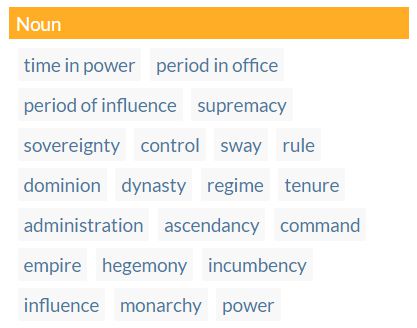 Noun
time in power period in office
period of influence supremacy
sovereignty control sway rule
dominion dynasty regime tenure
administration ascendancy command
empire hegemony incumbency
influence monarchy power